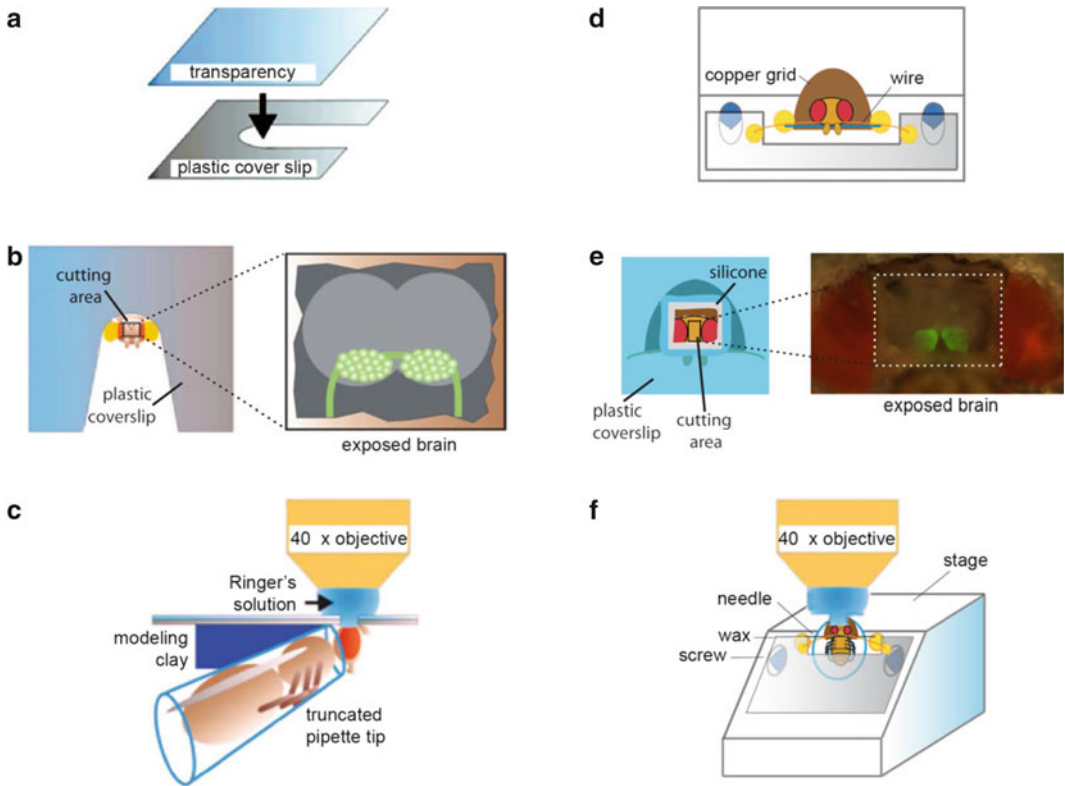 a
transparency
plastic cover slip
b
cutting
area
plastic
coverslip
exposed brain
c
40 x objective
Ringer's
solution
modeling
clay
truncated
pipette tip
d
copper grid
wire
e
silicone
plastic
coverslip
cutting
area
exposed brain
f
40 x objective
stage
needle
wax
screw